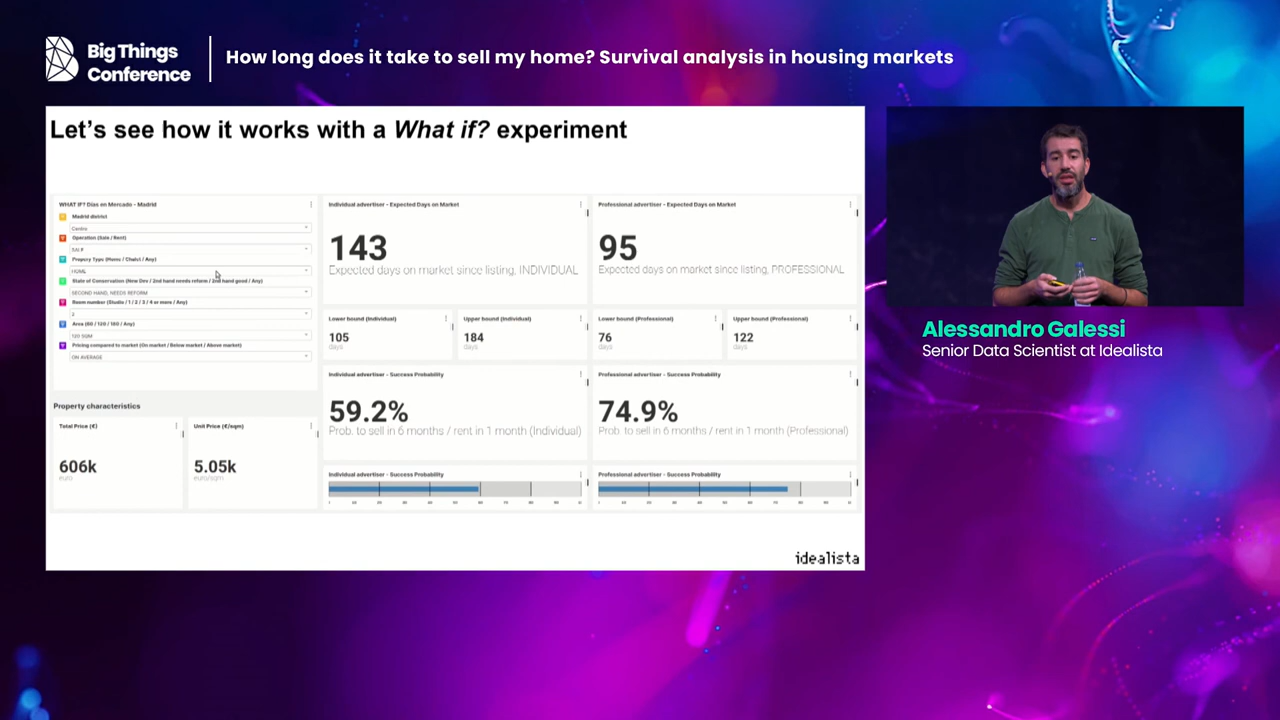 Big Things
Conference
How long does it take to sell my home? Survival analysis in housing markets
Let's see how it works with a What if? experiment
WHAT IF? Días en Mercado - Madrid
Madrid district
Centro
Operation (Sale / Rent)
SALE
Property Type (Home / Chalet / Any)
HOME
State of Conservation (New Dev / 2nd hand needs reform / 2nd hand good / Any)
SECOND HAND, NEEDS REFORM
Room number (Studio / 1 / 2 / 3 / 4 or more / Any)
2
Area (60 / 120 / 180 / Any)
120 SQM
Pricing compared to market (On market / Below market / Above market)
ON AVERAGE
Property characteristics
Total Price (€)
606k
euro
Unit Price (€/sqm)
5.05k
euro/sqm
Individual advertiser - Expected Days on Market
143
Expected days on market since listing, INDIVIDUAL
Professional advertiser - Expected Days on Market
95
Expected days on market since listing, PROFESSIONAL
Lower bound (Individual)
105
days
Upper bound (Individual)
184
days
Lower bound (Professional)
76
days
Upper bound (Professional)
122
days
Individual advertiser - Success Probability
59.2%
Prob. to sell in 6 months / rent in 1 month (Individual)
Professional advertiser - Success Probability
74.9%
Prob. to sell in 6 months / rent in 1 month (Professional)
Individual advertiser - Success Probability
Professional advertiser - Success Probability
idealista
Alessandro Galessi
Senior Data Scientist at Idealista